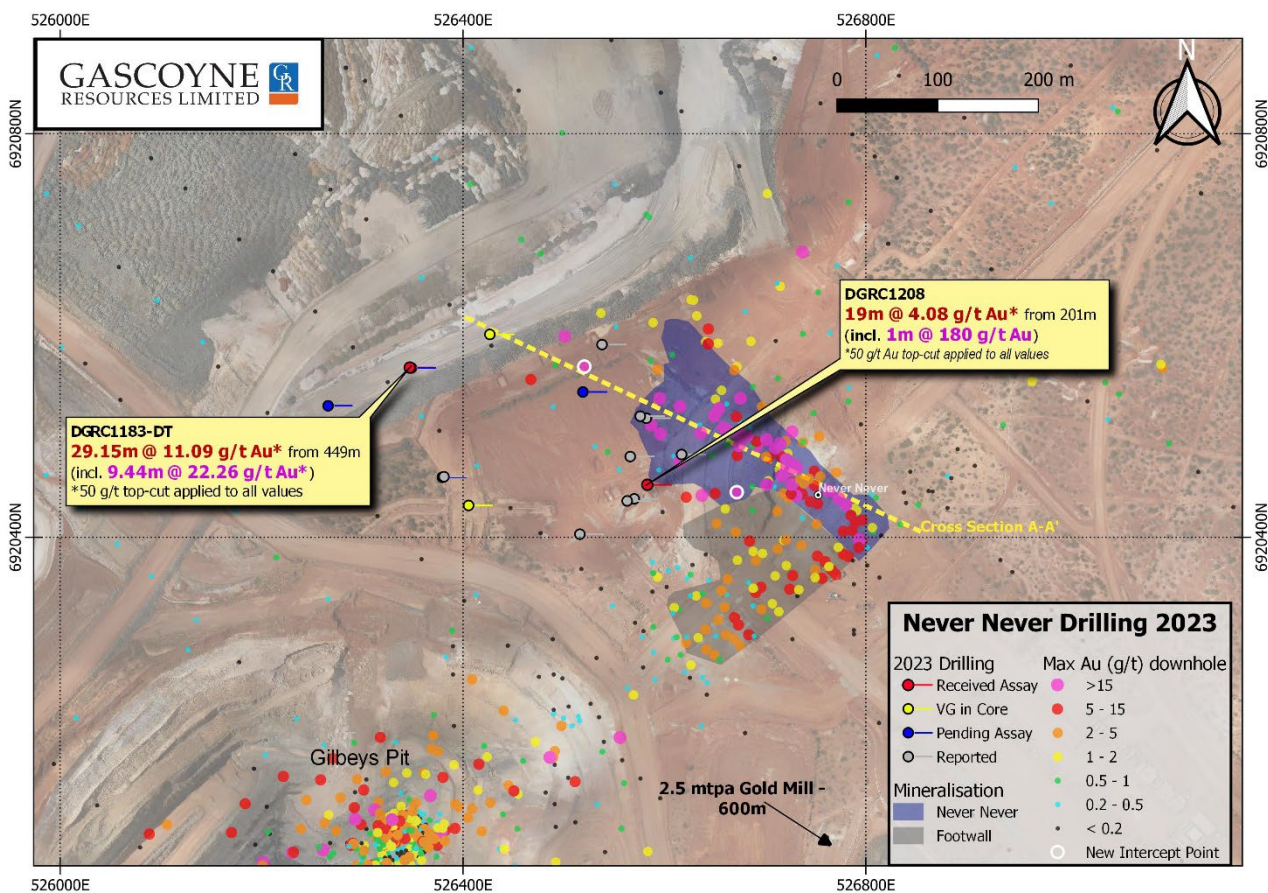 526000E
526400E
526800E
GASCOYNE
RESOURCES LIMITED
GR
N
0 100 200 m
6920800N
6920800N
DGRC1208
19m @ 4.08 g/t Au* from 201m
(incl. 1m @ 180 g/t Au)
*50 g/t Au top-cut applied to all values
DGRC1183-DT
29.15m @ 11.09 g/t Au* from 449m
(incl. 9.44m @ 22.26 g/t Au*)
*50 g/t top-cut applied to all values
Never Never
Cross Section A-A'
6920400N
6920400N
Gilbeys Pit
2.5 mtpa Gold Mill -
600m
Never Never Drilling 2023
2023 Drilling
Received Assay
VG in Core
Pending Assay
Reported
Mineralisation
Never Never
Footwall
Max Au (g/t) downhole
>15
5 - 15
2 - 5
1 - 2
0.5 - 1
0.2 - 0.5
< 0.2
New Intercept Point
526000E
526400E
526800E